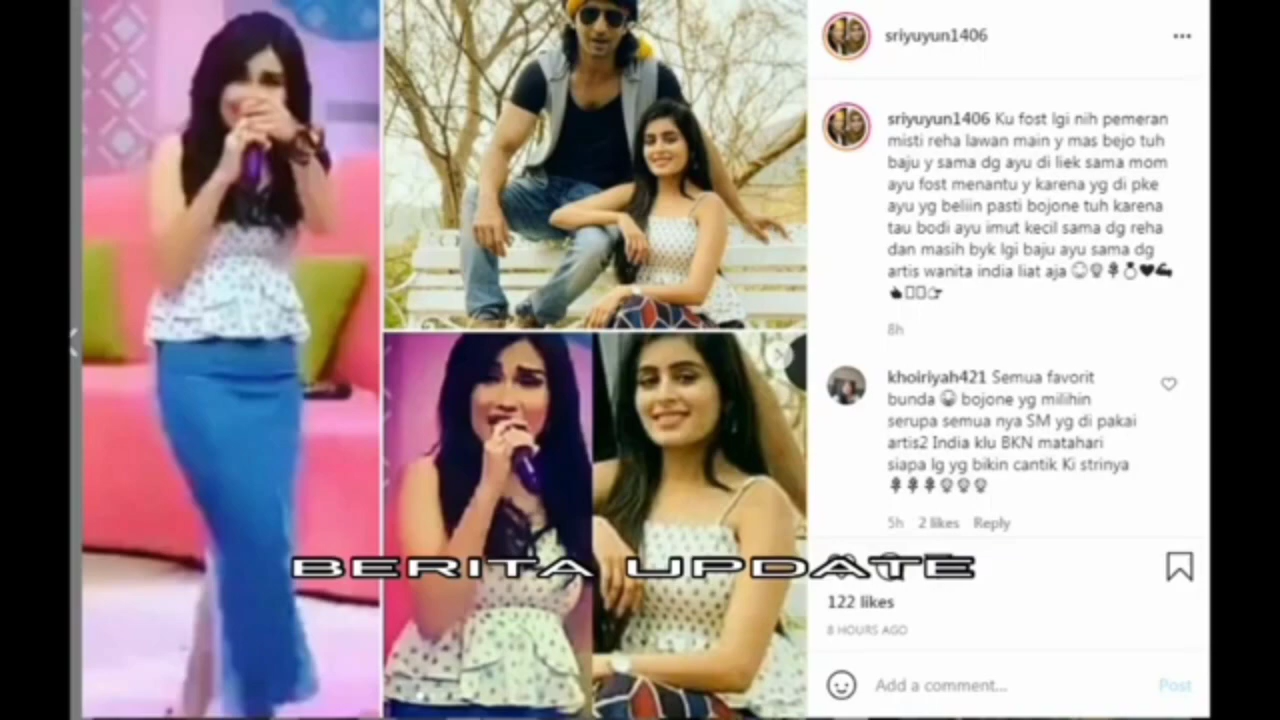 sriyuyun1406
sriyuyun1406 Ku fost lgi nih pemeran
misti reha lawan main y mas bejo tuh
baju y sama dg ayu di liek sama mom
ayu fost menantu y karena yg di pke
ayu yg beliin pasti bojone tuh karena
tau bodi ayu imut kecil sama dg reha
dan masih byk lgi baju ayu sama dg
artis wanita india liat aja
8h
khoiriyah421 Semua favorit
bunda 😀 bojone yg milihin
serupa semua nya SM yg di pakai
artis2 India klu BKN matahari
siapa lg yg bikin cantik Ki strinya
5h 2 likes Reply
BERITA UPDATE
122 likes
8 HOURS AGO
Add a comment... Post